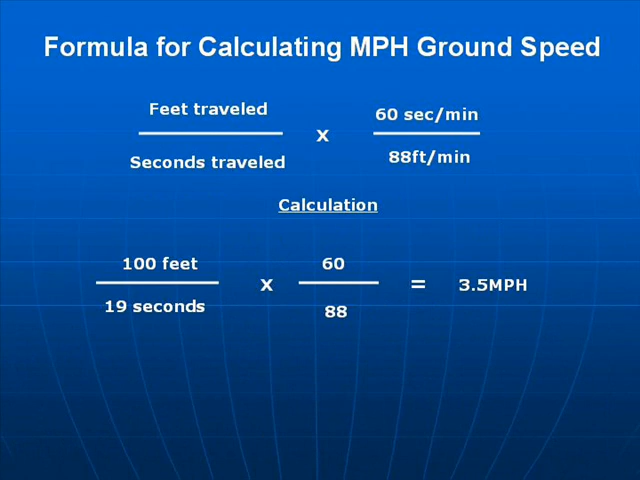 Formula for Calculating MPH Ground Speed
Feet traveled
Seconds traveled
x
60 sec/min
88ft/min
Calculation
100 feet
19 seconds
x
60
88
=
3.5MPH